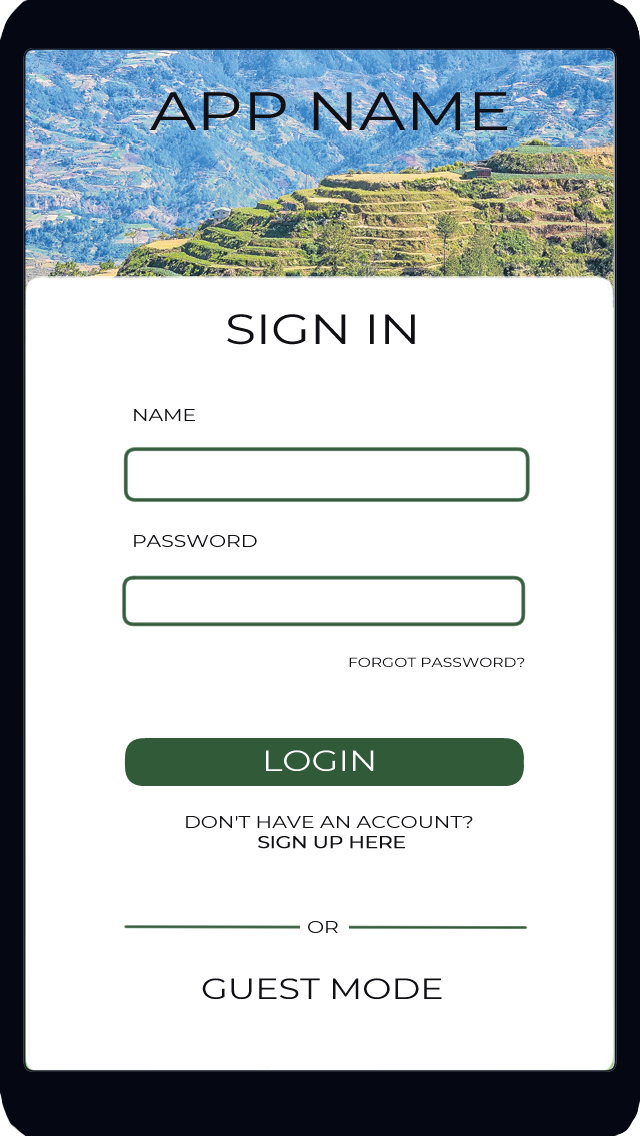 APP NAME
SIGN IN
NAME
PASSWORD
FORGOT PASSWORD?
LOGIN
DON'T HAVE AN ACCOUNT?
SIGN UP HERE
OR
GUEST MODE